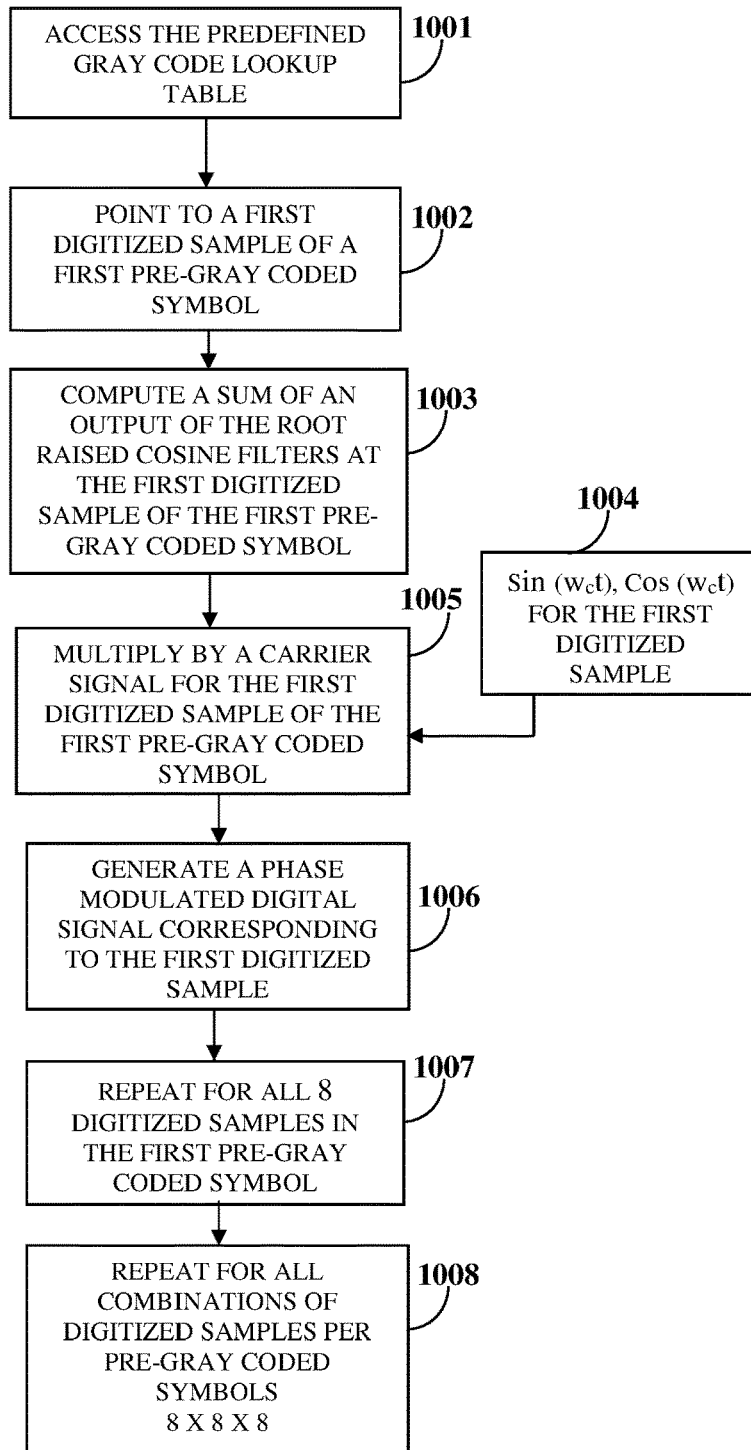 ACCESS THE PREDEFINED
GRAY CODE LOOKUP
TABLE
1001
POINT TO A FIRST
DIGITIZED SAMPLE OF A
FIRST PRE-GRAY CODED
SYMBOL
1002
COMPUTE A SUM OF AN
OUTPUT OF THE ROOT
RAISED COSINE FILTERS AT
THE FIRST DIGITIZED
SAMPLE OF THE FIRST PRE-
GRAY CODED SYMBOL
1003
1004
Sin (wct), Cos (wct)
FOR THE FIRST
DIGITIZED
SAMPLE
1005
MULTIPLY BY A CARRIER
SIGNAL FOR THE FIRST
DIGITIZED SAMPLE OF THE
FIRST PRE-GRAY CODED
SYMBOL
GENERATE A PHASE
MODULATED DIGITAL
SIGNAL CORRESPONDING
TO THE FIRST DIGITIZED
SAMPLE
1006
REPEAT FOR ALL 8
DIGITIZED SAMPLES IN
THE FIRST PRE-GRAY
CODED SYMBOL
1007
REPEAT FOR ALL
COMBINATIONS OF
DIGITIZED SAMPLES PER
PRE-GRAY CODED
SYMBOLS
8 X 8 X 8
1008